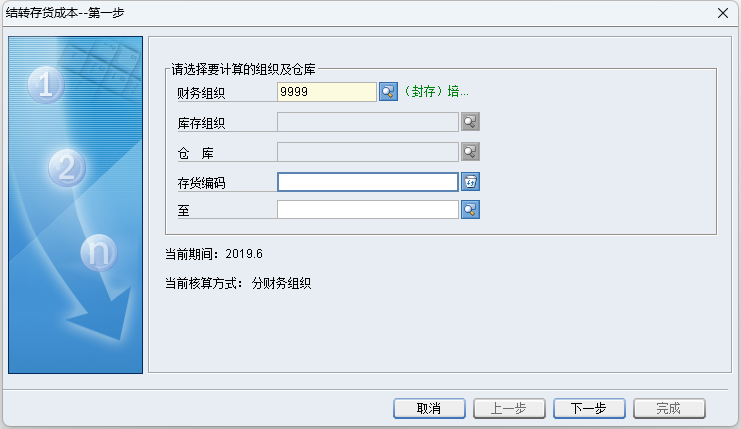 结转存货成本--第一步
1
2
n
请选择要计算的组织及仓库
财务组织 9999 （封存）培...
库存组织
仓 库
存货编码
至
当前期间：2019.6
当前核算方式： 分财务组织
取消 上一步 下一步 完成